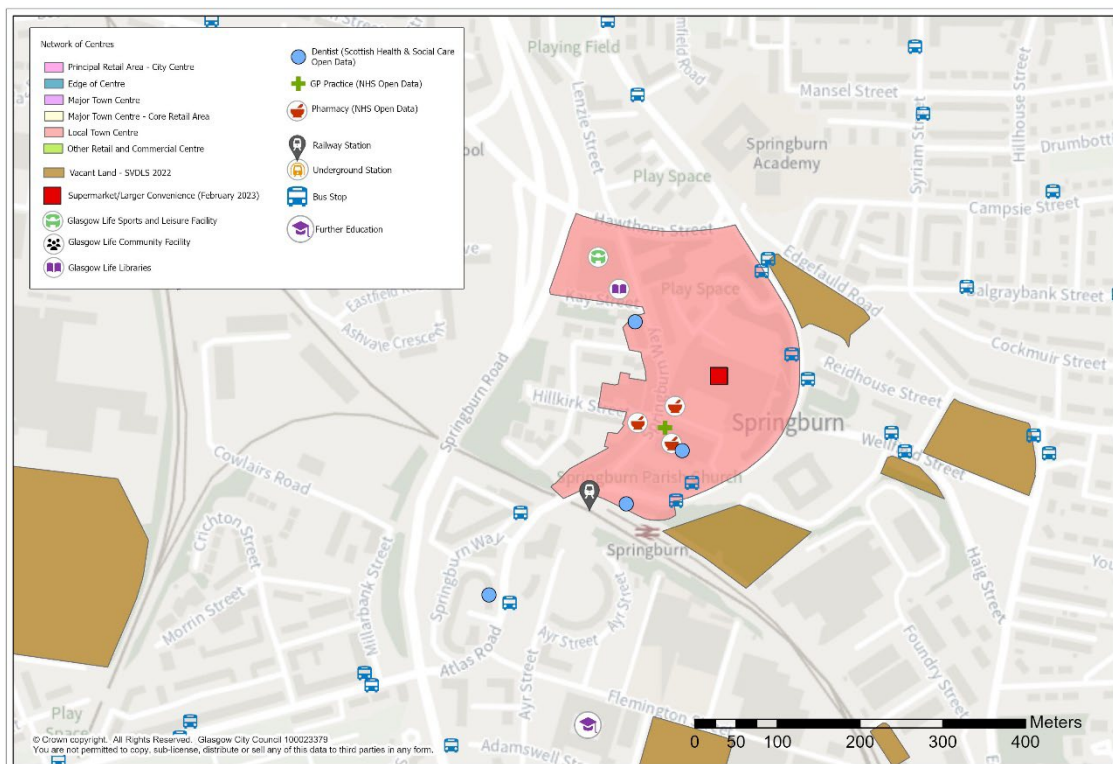 Network of Centres
Principal Retail Area - City Centre
Edge of Centre
Major Town Centre
Major Town Centre - Core Retail Area
Local Town Centre
Other Retail and Commercial Centre
Vacant Land - SVDLS 2022
Supermarket/Larger Convenience (February 2023)
Glasgow Life Sports and Leisure Facility
Glasgow Life Community Facility
Glasgow Life Libraries
Dentist (Scottish Health & Social Care
Open Data)
GP Practice (NHS Open Data)
Pharmacy (NHS Open Data)
Railway Station
Underground Station
Bus Stop
Further Education
Playing Field
Lenzie Street
Mansel Street
Hillhouse Street
Syriam Street
Springburn
Academy
Play Space
Campsie Street
Hawthorn Street
Edgefauld Road
Galgraybank Street
Kay Street
Play Space
Ashvale Crescent
Cockmuir Street
Reidhouse Street
Springburn Road
Springburn Way
Hillkirk Street
Springburn
Wellfield Street
Cowlairs Road
Springburn Parish Church
Crichton Street
Springburn
Springburn Way
Millarbank Street
Morrin Street
Ayr Street
Ayr Street
Haig Street
Atlas Road
Foundry Street
Ayr Street
Flemington
Play
Adamswell
Meters
0 50 100 200 300 400
© Crown copyright. All Rights Reserved. Glasgow City Council 100023379
You are not permitted to copy, sub-license, distribute or sell any of this data to third parties in any form.